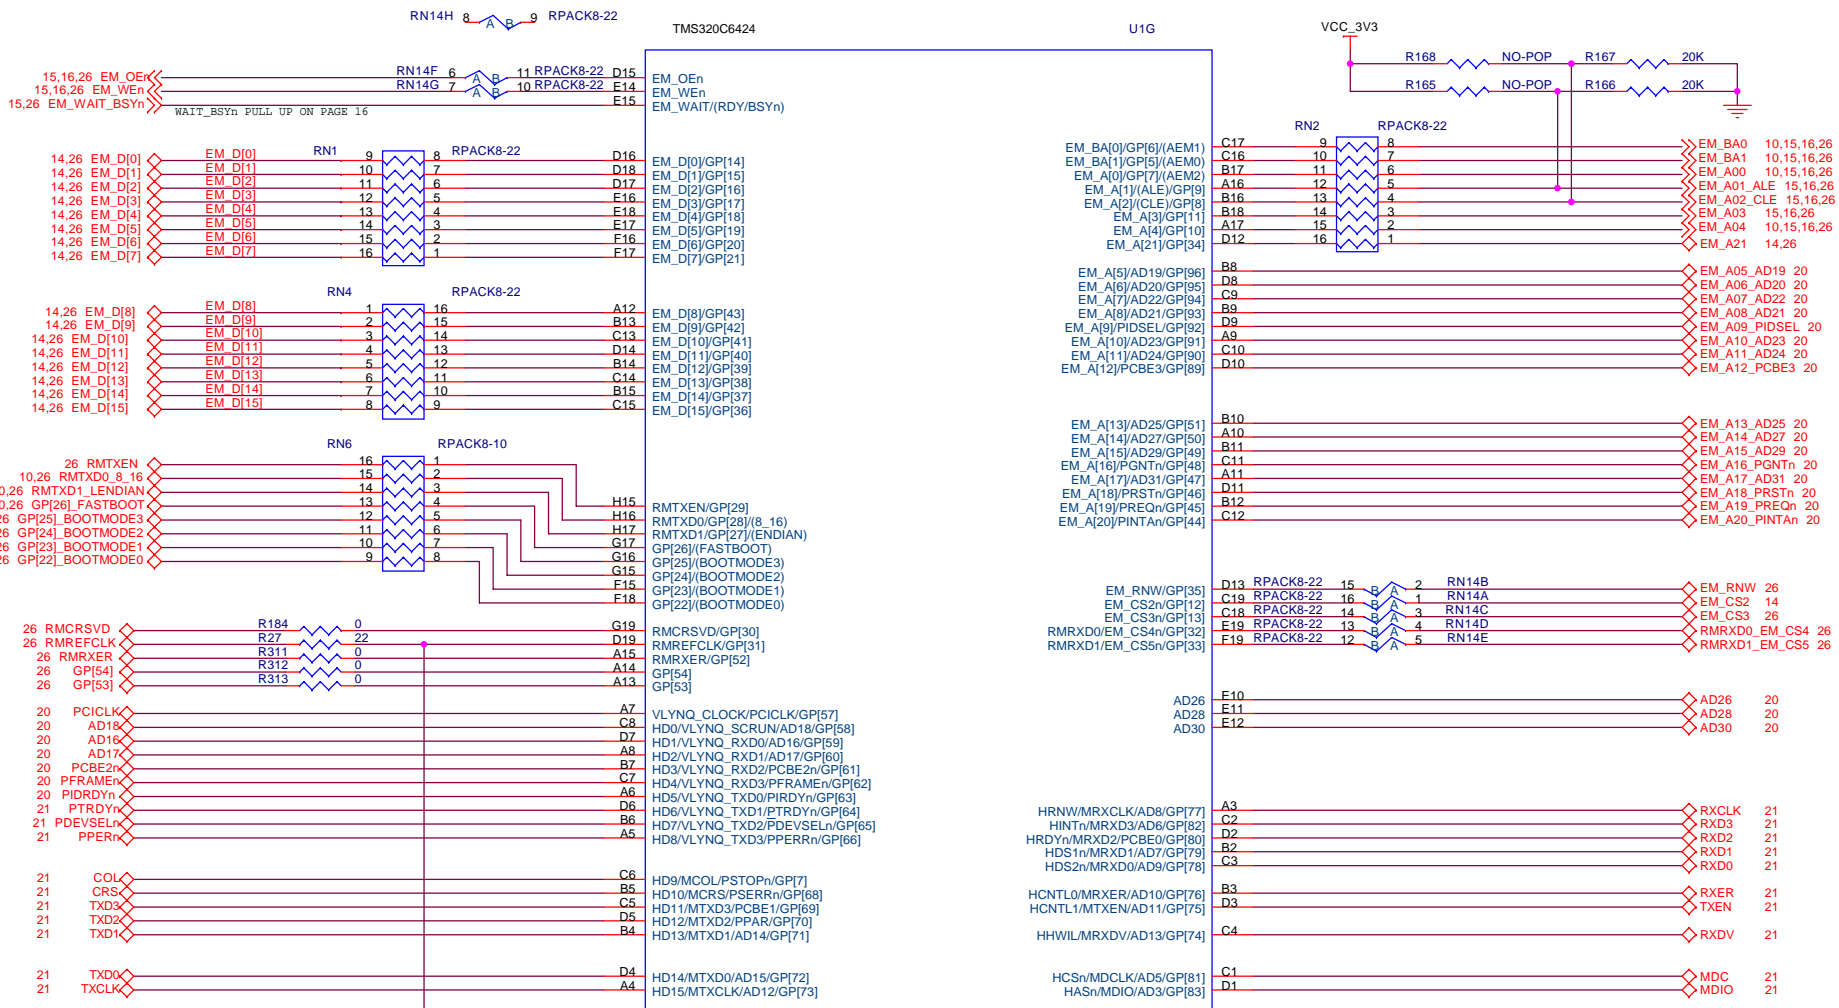 RN14H 8 A B 9 RPACK8-22
TMS320C6424 U1G VCC_3V3
R168 NO-POP R167 20K
15,16,26 EM_OEn RN14F 6 A B 11 RPACK8-22 D15 EM_OEn
15,16,26 EM_WEn RN14G 7 A B 10 RPACK8-22 E14 EM_WEn
R165 NO-POP R166 20K
15,26 EM_WAIT_BSYn E15 EM_WAIT/(RDY/BSYn)
WAIT_BSYn PULL UP ON PAGE 16
RN2 RPACK8-22
EM_BA[0]/GP[6]/(AEM1) C17 9 8 EM_BA0 10,15,16,26
EM_BA[1]/GP[5]/(AEM0) C16 10 7 EM_BA1 10,15,16,26
EM_A[0]/GP[7]/(AEM2) B17 11 6 EM_A00 10,15,16,26
EM_A[1]/(ALE)/GP[9] A16 12 5 EM_A01_ALE 15,16,26
EM_A[2]/(CLE)/GP[8] B16 13 4 EM_A02_CLE 15,16,26
EM_A[3]/GP[11] B18 14 3 EM_A03 15,16,26
EM_A[4]/GP[10] A17 15 2 EM_A04 10,15,16,26
EM_A[21]/GP[34] D12 16 1 EM_A21 14,26
RN1 RPACK8-22
14,26 EM_D[0] EM_D[0] 9 8 D16 EM_D[0]/GP[14]
14,26 EM_D[1] EM_D[1] 10 7 D18 EM_D[1]/GP[15]
14,26 EM_D[2] EM_D[2] 11 6 D17 EM_D[2]/GP[16]
14,26 EM_D[3] EM_D[3] 12 5 E16 EM_D[3]/GP[17]
14,26 EM_D[4] EM_D[4] 13 4 E18 EM_D[4]/GP[18]
14,26 EM_D[5] EM_D[5] 14 3 E17 EM_D[5]/GP[19]
14,26 EM_D[6] EM_D[6] 15 2 F16 EM_D[6]/GP[20]
14,26 EM_D[7] EM_D[7] 16 1 F17 EM_D[7]/GP[21]
EM_A[5]/AD19/GP[96] B8 EM_A05_AD19 20
EM_A[6]/AD20/GP[95] D8 EM_A06_AD20 20
EM_A[7]/AD22/GP[94] C9 EM_A07_AD22 20
EM_A[8]/AD21/GP[93] B9 EM_A08_AD21 20
EM_A[9]/PIDSEL/GP[92] D9 EM_A09_PIDSEL 20
EM_A[10]/AD23/GP[91] A9 EM_A10_AD23 20
EM_A[11]/AD24/GP[90] C10 EM_A11_AD24 20
EM_A[12]/PCBE3/GP[89] D10 EM_A12_PCBE3 20
RN4 RPACK8-22
14,26 EM_D[8] EM_D[8] 1 16 A12 EM_D[8]/GP[43]
14,26 EM_D[9] EM_D[9] 2 15 B13 EM_D[9]/GP[42]
14,26 EM_D[10] EM_D[10] 3 14 C13 EM_D[10]/GP[41]
14,26 EM_D[11] EM_D[11] 4 13 D14 EM_D[11]/GP[40]
14,26 EM_D[12] EM_D[12] 5 12 B14 EM_D[12]/GP[39]
14,26 EM_D[13] EM_D[13] 6 11 C14 EM_D[13]/GP[38]
14,26 EM_D[14] EM_D[14] 7 10 B15 EM_D[14]/GP[37]
14,26 EM_D[15] EM_D[15] 8 9 C15 EM_D[15]/GP[36]
EM_A[13]/AD25/GP[51] B10 EM_A13_AD25 20
EM_A[14]/AD27/GP[50] A10 EM_A14_AD27 20
EM_A[15]/AD29/GP[49] B11 EM_A15_AD29 20
EM_A[16]/PGNTn/GP[48] C11 EM_A16_PGNTn 20
EM_A[17]/AD31/GP[47] A11 EM_A17_AD31 20
EM_A[18]/PRSTn/GP[46] D11 EM_A18_PRSTn 20
EM_A[19]/PREQn/GP[45] B12 EM_A19_PREQn 20
EM_A[20]/PINTAn/GP[44] C12 EM_A20_PINTAn 20
RN6 RPACK8-10
26 RMTXEN 16 1 H15 RMTXEN/GP[29]
10,26 RMTXD0_8_16 15 2 H16 RMTXD0/GP[28]/(8_16)
0,26 RMTXD1_LENDIAN 14 3 H17 RMTXD1/GP[27]/(ENDIAN)
0,26 GP[26]_FASTBOOT 13 4 G17 GP[26]/(FASTBOOT)
26 GP[25]_BOOTMODE3 12 5 G16 GP[25]/(BOOTMODE3)
26 GP[24]_BOOTMODE2 11 6 G15 GP[24]/(BOOTMODE2)
26 GP[23]_BOOTMODE1 10 7 F15 GP[23]/(BOOTMODE1)
26 GP[22]_BOOTMODE0 9 8 F18 GP[22]/(BOOTMODE0)
EM_RNW/GP[35] D13 RPACK8-22 15 B A 2 RN14B EM_RNW 26
EM_CS2n/GP[12] C19 RPACK8-22 16 B A 1 RN14A EM_CS2 14
EM_CS3n/GP[13] C18 RPACK8-22 14 B A 3 RN14C EM_CS3 26
RMRXD0/EM_CS4n/GP[32] E19 RPACK8-22 13 B A 4 RN14D RMRXD0_EM_CS4 26
RMRXD1/EM_CS5n/GP[33] F19 RPACK8-22 12 B A 5 RN14E RMRXD1_EM_CS5 26
26 RMCRSVD R184 0 G19 RMCRSVD/GP[30]
26 RMREFCLK R27 22 D19 RMREFCLK/GP[31]
26 RMRXER R311 0 A15 RMRXER/GP[52]
26 GP[54] R312 0 A14 GP[54]
26 GP[53] R313 0 A13 GP[53]
AD26 E10 AD26 20
AD28 E11 AD28 20
AD30 E12 AD30 20
20 PCICLK A7 VLYNQ_CLOCK/PCICLK/GP[57]
20 AD18 C8 HD0/VLYNQ_SCRUN/AD18/GP[58]
20 AD16 D7 HD1/VLYNQ_RXD0/AD16/GP[59]
20 AD17 A8 HD2/VLYNQ_RXD1/AD17/GP[60]
20 PCBE2n B7 HD3/VLYNQ_RXD2/PCBE2n/GP[61]
20 PFRAMEn C7 HD4/VLYNQ_RXD3/PFRAMEn/GP[62]
20 PIDRDYn A6 HD5/VLYNQ_TXD0/PIRDYn/GP[63]
21 PTRDYn D6 HD6/VLYNQ_TXD1/PTRDYn/GP[64]
21 PDEVSELn B6 HD7/VLYNQ_TXD2/PDEVSELn/GP[65]
21 PPERn A5 HD8/VLYNQ_TXD3/PPERRn/GP[66]
HRNW/MRXCLK/AD8/GP[77] A3 RXCLK 21
HINTn/MRXD3/AD6/GP[82] C2 RXD3 21
HRDYn/MRXD2/PCBE0/GP[80] D2 RXD2 21
HDS1n/MRXD1/AD7/GP[79] B2 RXD1 21
HDS2n/MRXD0/AD9/GP[78] C3 RXD0 21
21 COL C6 HD9/MCOL/PSTOPn/GP[7]
21 CRS B5 HD10/MCRS/PSERRn/GP[68]
21 TXD3 C5 HD11/MTXD3/PCBE1/GP[69]
21 TXD2 D5 HD12/MTXD2/PPAR/GP[70]
21 TXD1 B4 HD13/MTXD1/AD14/GP[71]
HCNTL0/MRXER/AD10/GP[76] B3 RXER 21
HCNTL1/MTXEN/AD11/GP[75] D3 TXEN 21
HHWIL/MRXDV/AD13/GP[74] C4 RXDV 21
21 TXD0 D4 HD14/MTXD0/AD15/GP[72]
21 TXCLK A4 HD15/MTXCLK/AD12/GP[73]
HCSn/MDCLK/AD5/GP[81] C1 MDC 21
HASn/MDIO/AD3/GP[83] D1 MDIO 21